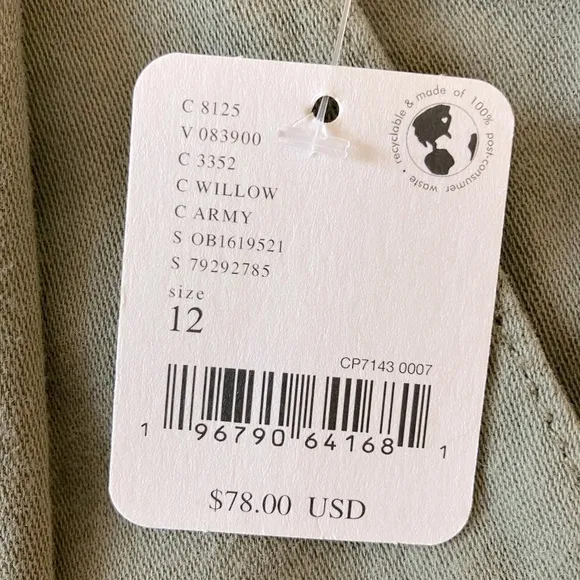 C 8125
V 083900
C 3352
C WILLOW
C ARMY
S OB1619521
S 79292785
size
12
recyclable & made of 100% post-consumer waste •
CP7143 0007
1 96790 64168 1
$78.00 USD